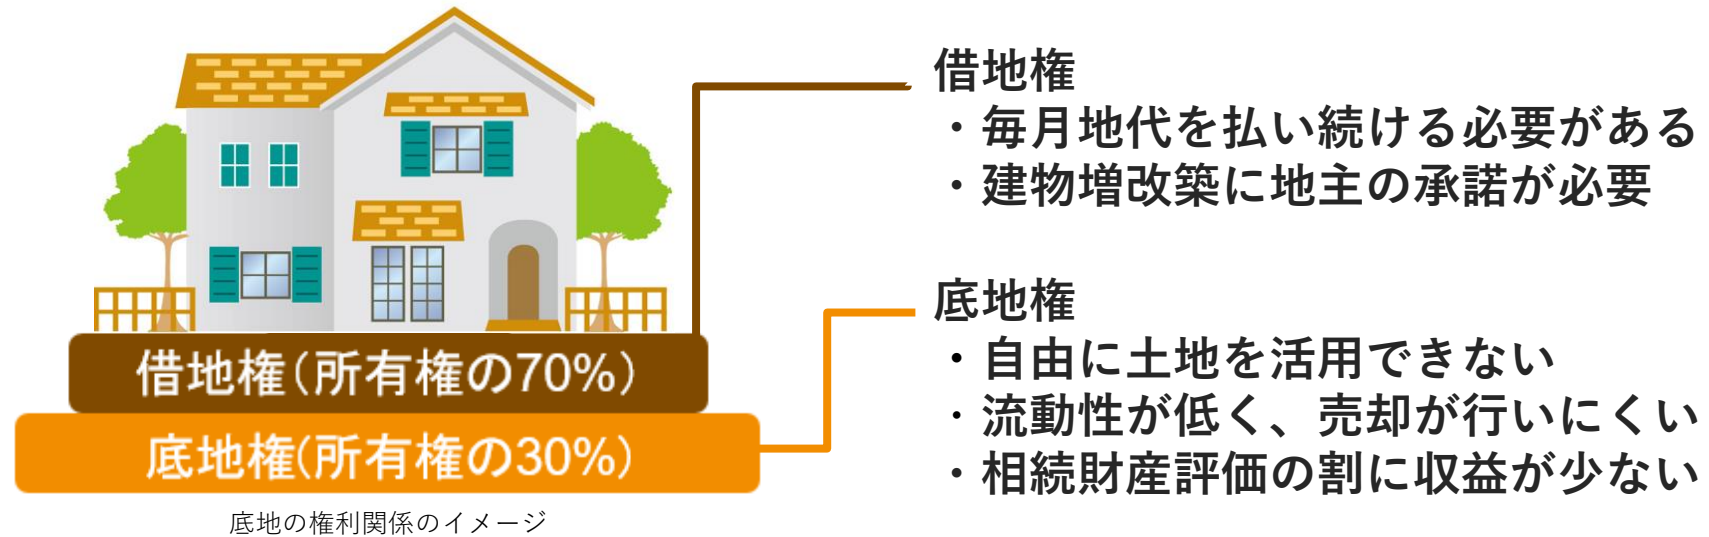 借地権
・毎月地代を払い続ける必要がある
・建物増改築に地主の承諾が必要
底地権
・自由に土地を活用できない
・流動性が低く、売却が行いにくい
・相続財産評価の割に収益が少ない
借地権(所有権の70%)
底地権(所有権の30%)
底地の権利関係のイメージ